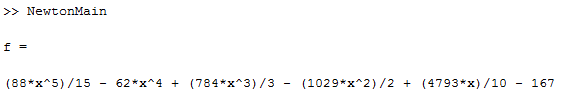 >> NewtonMain
f =
(88*x^5)/15 - 62*x^4 + (784*x^3)/3 - (1029*x^2)/2 + (4793*x)/10 - 167